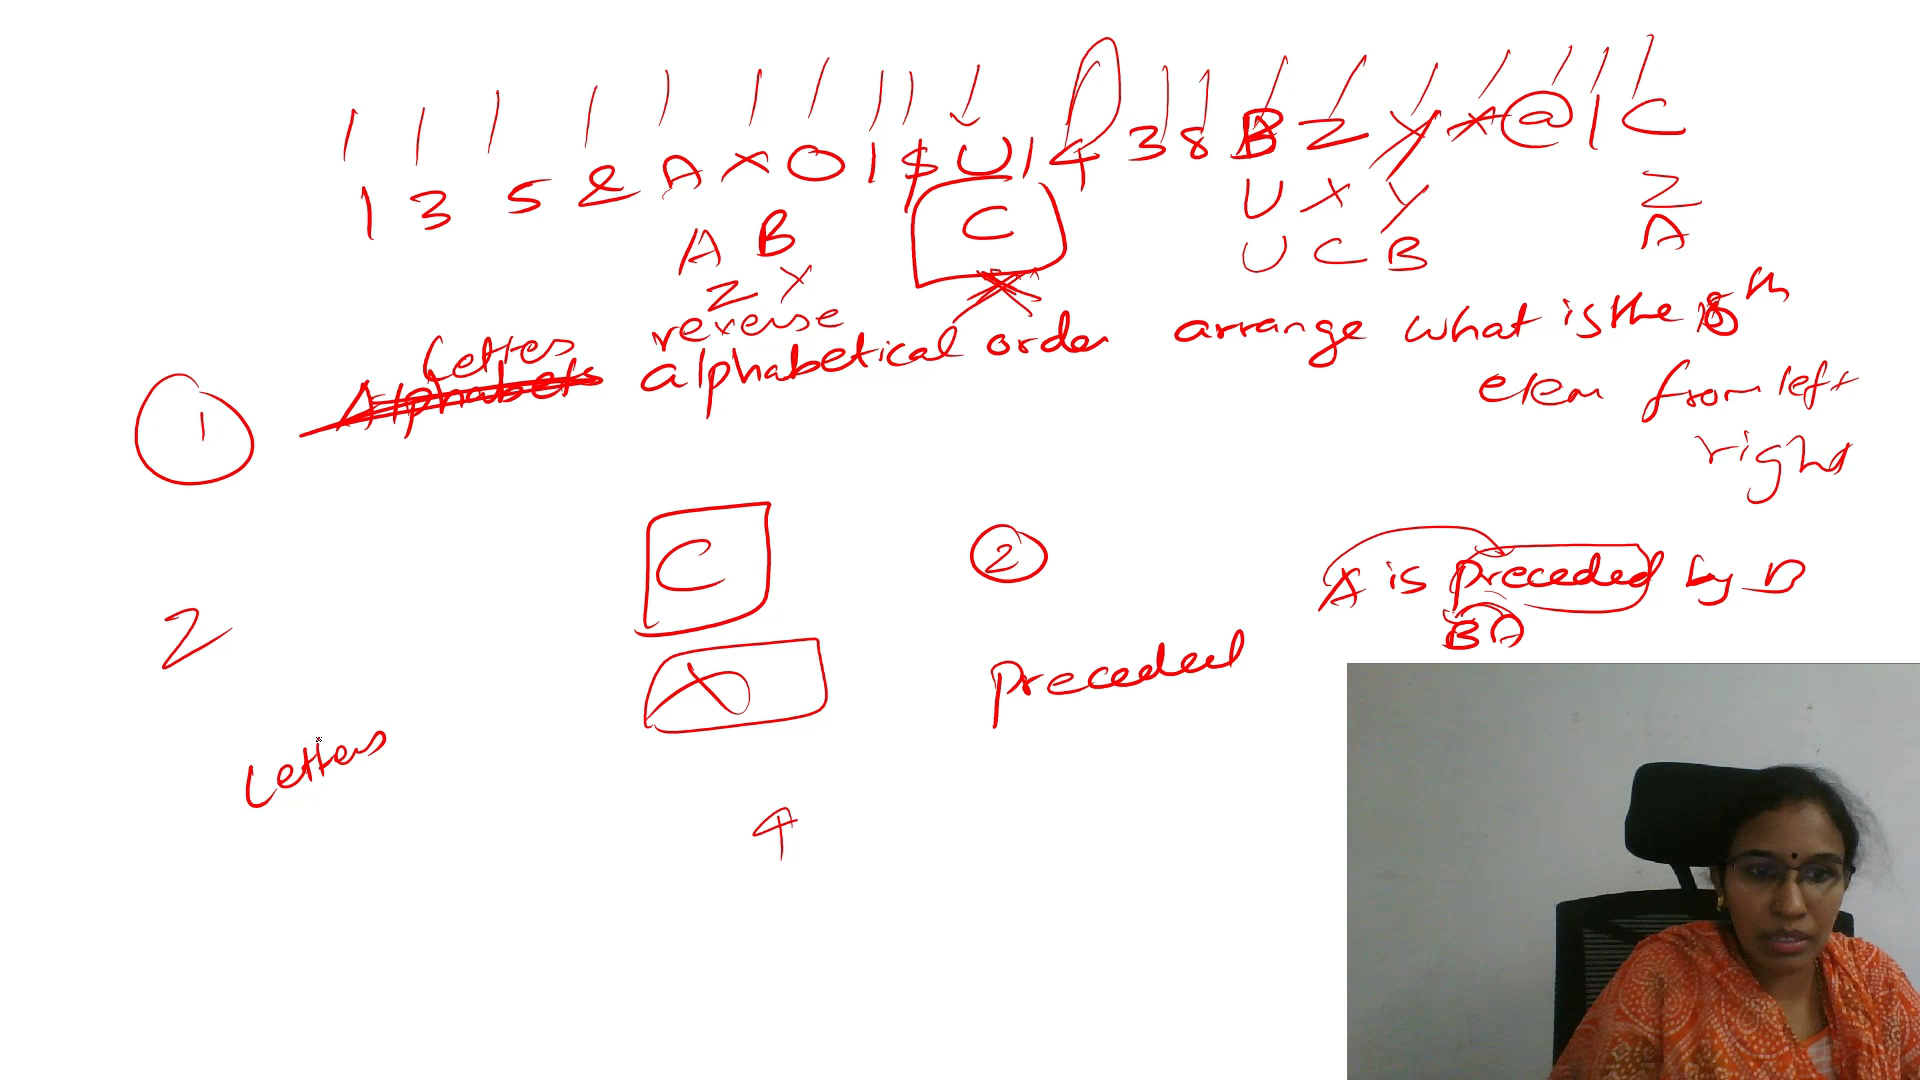 1 3 5 & A X O 1 $ U 1 4 3 8 B Z Y * @ 1 C
A B C U X Y Z
Z Y X U C B A
Letters reverse
Alphabets alphabetical order arrange what is the 8th
elem from left
right
1
C
2
A is preceded by B
BA
2
A
preceded
Letters
4